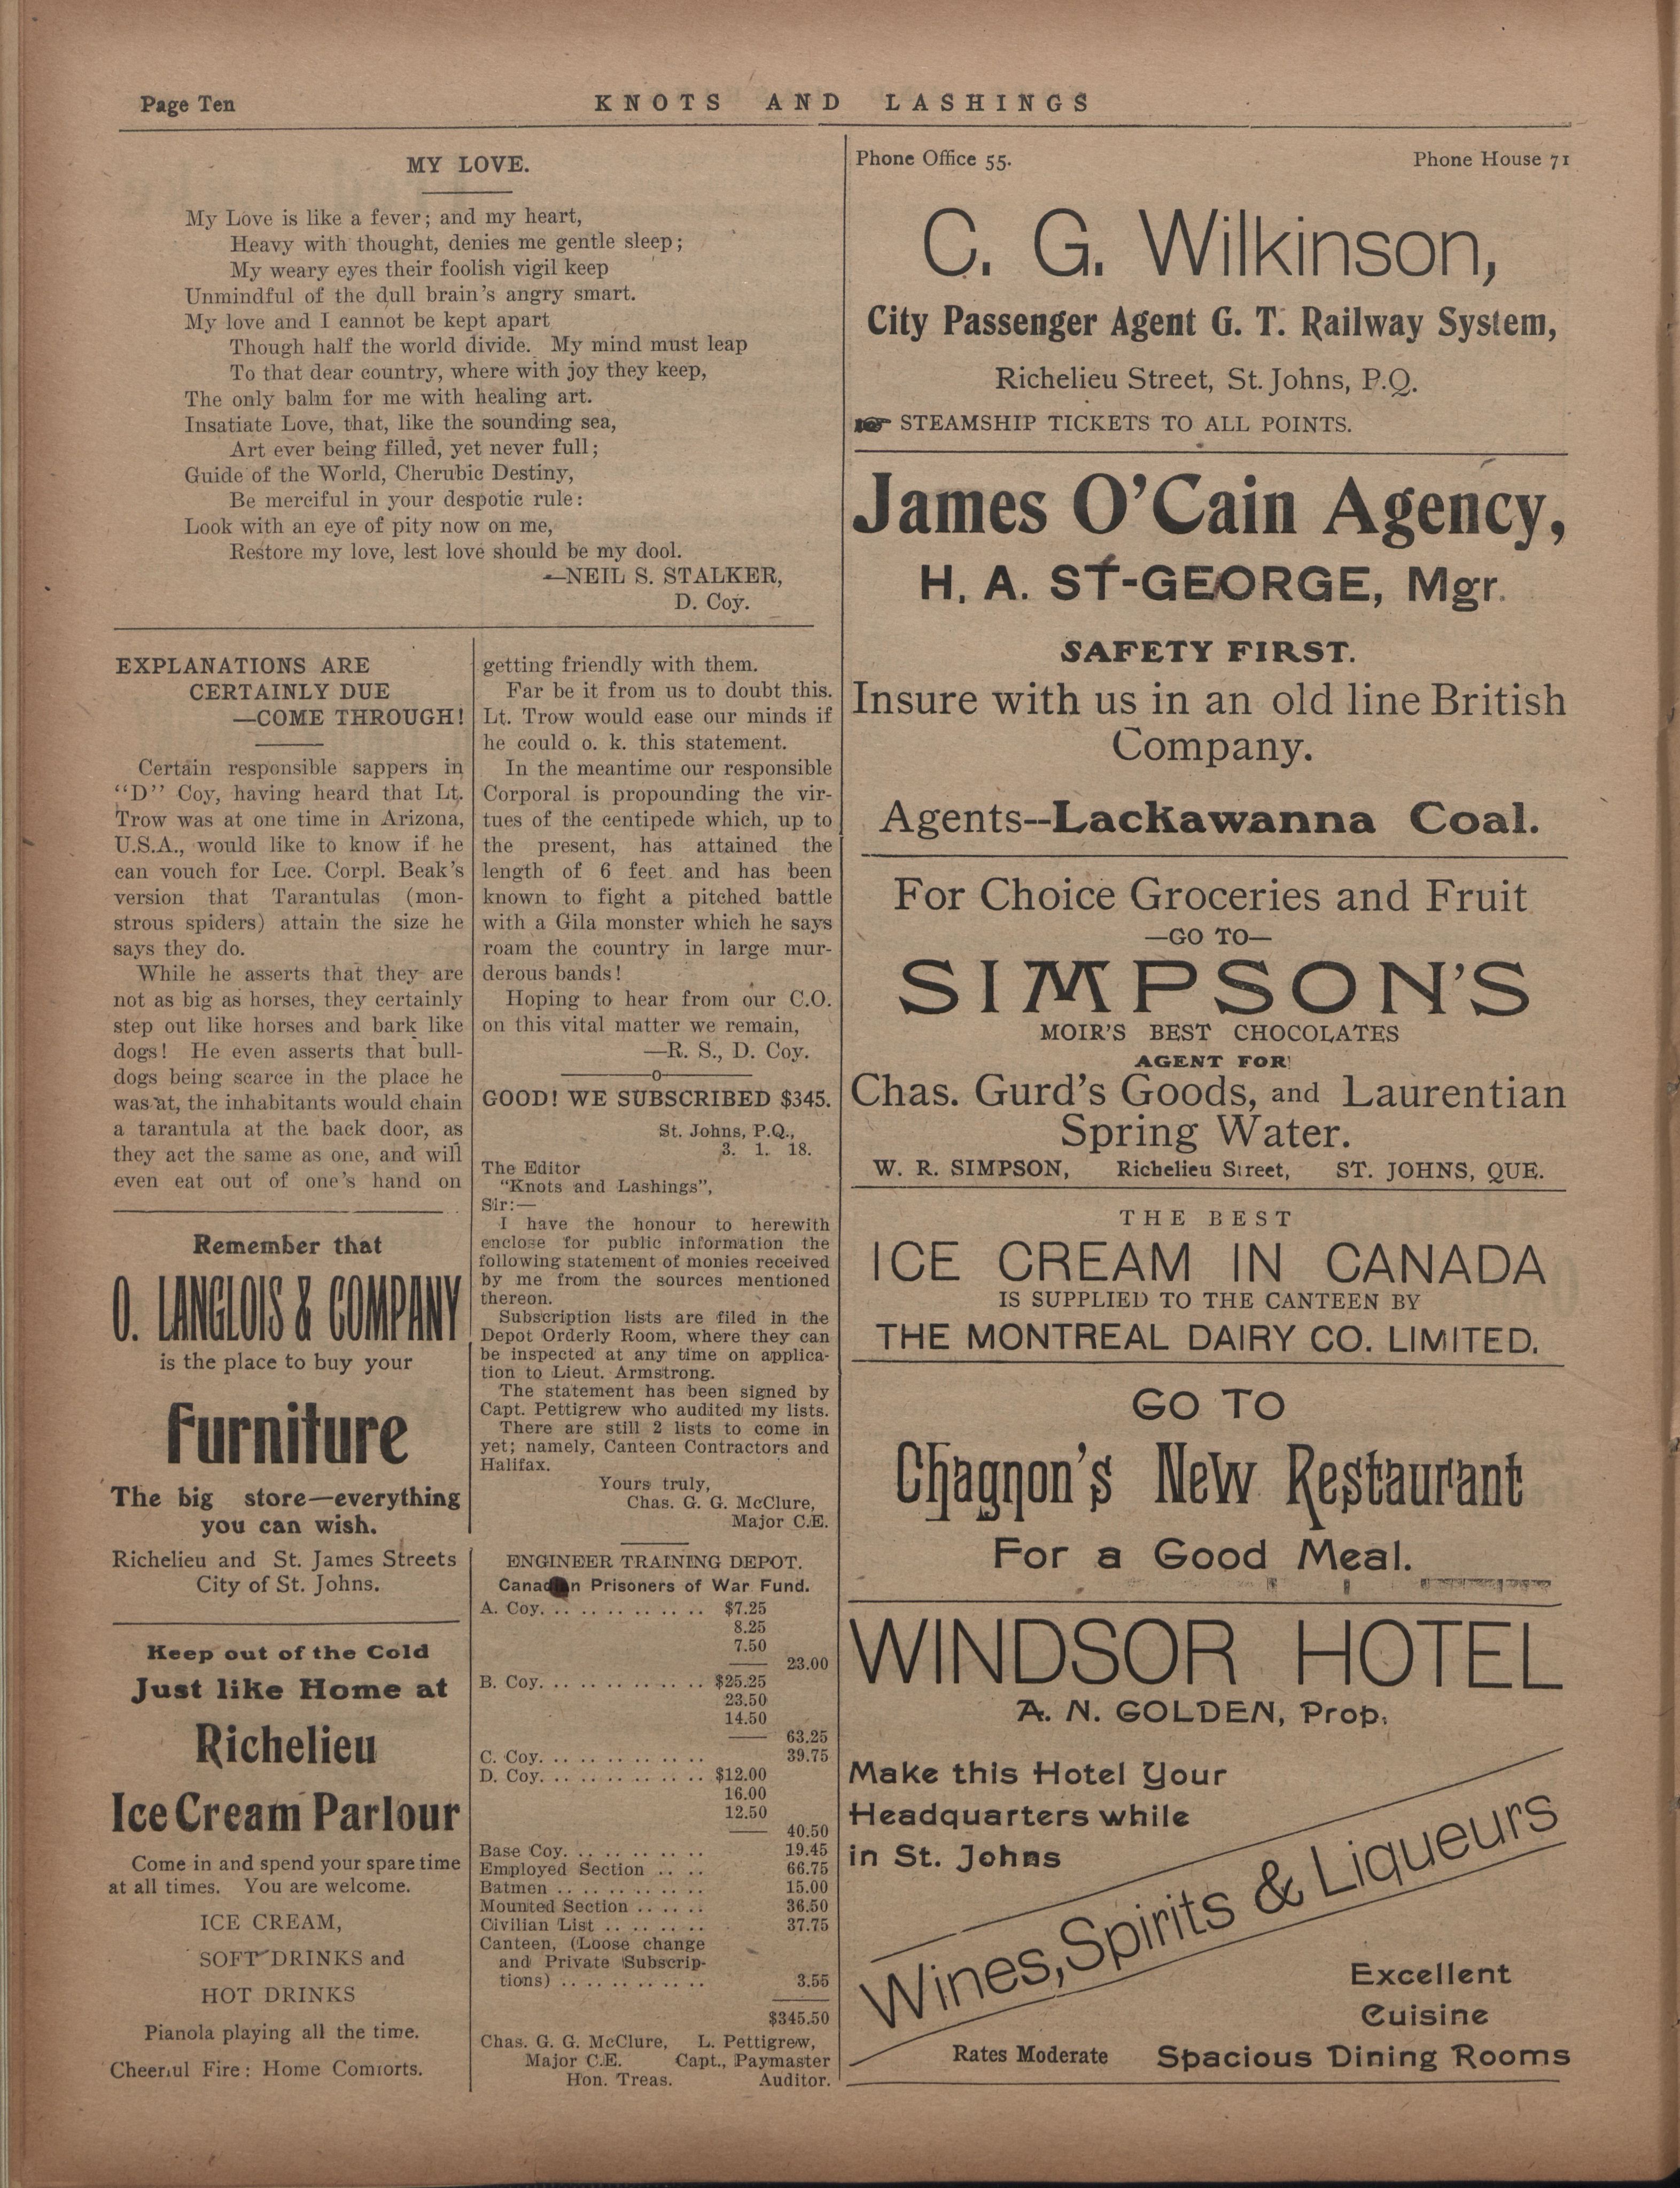 Page Ten
KNOTS AND LASHINGS
MY LOVE.
My Love is like a fever; and my heart,
Heavy with thought, denies me gentle sleep;
My weary eyes their foolish vigil keep
Unmindful of the dull brain's angry smart.
My love and I cannot be kept apart
Though half the world divide. My mind must leap
To that dear country, where with joy they keep,
The only balm for me with healing art.
Insatiate Love, that, like the sounding sea,
Art ever being filled, yet never full;
Guide of the World, Cherubic Destiny,
Be merciful in your despotic rule:
Look with an eye of pity now on me,
Restore my love, lest love should be my dool.
—NEIL S. STALKER,
D. Coy.
EXPLANATIONS ARE
CERTAINLY DUE
—COME THROUGH!
Certain responsible sappers in
"D" Coy, having heard that Lt.
Trow was at one time in Arizona,
U.S.A., would like to know if he
can vouch for Lce. Corpl. Beak's
version that Tarantulas (mon-
strous spiders) attain the size he
says they do.
While he asserts that they are
not as big as horses, they certainly
step out like horses and bark like
dogs! He even asserts that bull-
dogs being scarce in the place he
was at, the inhabitants would chain
a tarantula at the back door, as
they act the same as one, and will
even eat out of one's hand on
getting friendly with them.
Far be it from us to doubt this.
Lt. Trow would ease our minds if
he could o. k. this statement.
In the meantime our responsible
Corporal is propounding the vir-
tues of the centipede which, up to
the present, has attained the
length of 6 feet and has been
known to fight a pitched battle
with a Gila monster which he says
roam the country in large mur-
derous bands!
Hoping to hear from our C.O.
on this vital matter we remain,
—R. S., D. Coy.
GOOD! WE SUBSCRIBED $345.
St. Johns, P.Q.,
3. 1. 18.
The Editor
"Knots and Lashings",
Sir:—
I have the honour to herewith
enclose for public information the
following statement of monies received
by me from the sources mentioned
thereon.
Subscription lists are filed in the
Depot Orderly Room, where they can
be inspected at any time on applica-
tion to Lieut. Armstrong.
The statement has been signed by
Capt. Pettigrew who audited my lists.
There are still 2 lists to come in
yet; namely, Canteen Contractors and
Halifax.
Yours truly,
Chas. G. G. McClure,
Major C.E.
ENGINEER TRAINING DEPOT.
Canadian Prisoners of War Fund.
A. Coy. .. .. .. .. .. .. $7.25
8.25
7.50
—— 23.00
B. Coy. .. .. .. .. .. .. $25.25
23.50
14.50
—— 63.25
C. Coy. .. .. .. .. .. .. 39.75
D. Coy. .. .. .. .. .. .. $12.00
16.00
12.50
—— 40.50
Base Coy. .. .. .. .. .. 19.45
Employed Section .. .. 66.75
Batmen .. .. .. .. .. .. 15.00
Mounted Section .. .. .. 36.50
Civilian List .. .. .. .. 37.75
Canteen, (Loose change
and Private Subscrip-
tions) .. .. .. .. .. .. 3.55
$345.50
Chas. G. G. McClure, L. Pettigrew,
Major C.E. Capt., Paymaster
Hon. Treas. Auditor.
Remember that
O. LANGLOIS & COMPANY
is the place to buy your
Furniture
The big store—everything
you can wish.
Richelieu and St. James Streets
City of St. Johns.
Keep out of the Cold
Just like Home at
Richelieu
Ice Cream Parlour
Come in and spend your spare time
at all times. You are welcome.
ICE CREAM,
SOFT DRINKS and
HOT DRINKS
Pianola playing all the time.
Cheerful Fire: Home Comforts.
Phone Office 55. Phone House 71
C. G. Wilkinson,
City Passenger Agent G. T. Railway System,
Richelieu Street, St. Johns, P.Q.
☛ STEAMSHIP TICKETS TO ALL POINTS.
James O'Cain Agency,
H. A. ST-GEORGE, Mgr.
SAFETY FIRST.
Insure with us in an old line British
Company.
Agents--Lackawanna Coal.
For Choice Groceries and Fruit
—GO TO—
SIMPSON'S
MOIR'S BEST CHOCOLATES
AGENT FOR
Chas. Gurd's Goods, and Laurentian
Spring Water.
W. R. SIMPSON, Richelieu Street, ST. JOHNS, QUE.
THE BEST
ICE CREAM IN CANADA
IS SUPPLIED TO THE CANTEEN BY
THE MONTREAL DAIRY CO. LIMITED.
GO TO
Chagnon's New Restaurant
For a Good Meal.
WINDSOR HOTEL
A. N. GOLDEN, Prop.
Make this Hotel Your
Headquarters while
in St. Johns
Wines, Spirits & Liqueurs
Excellent
Cuisine
Rates Moderate Spacious Dining Rooms